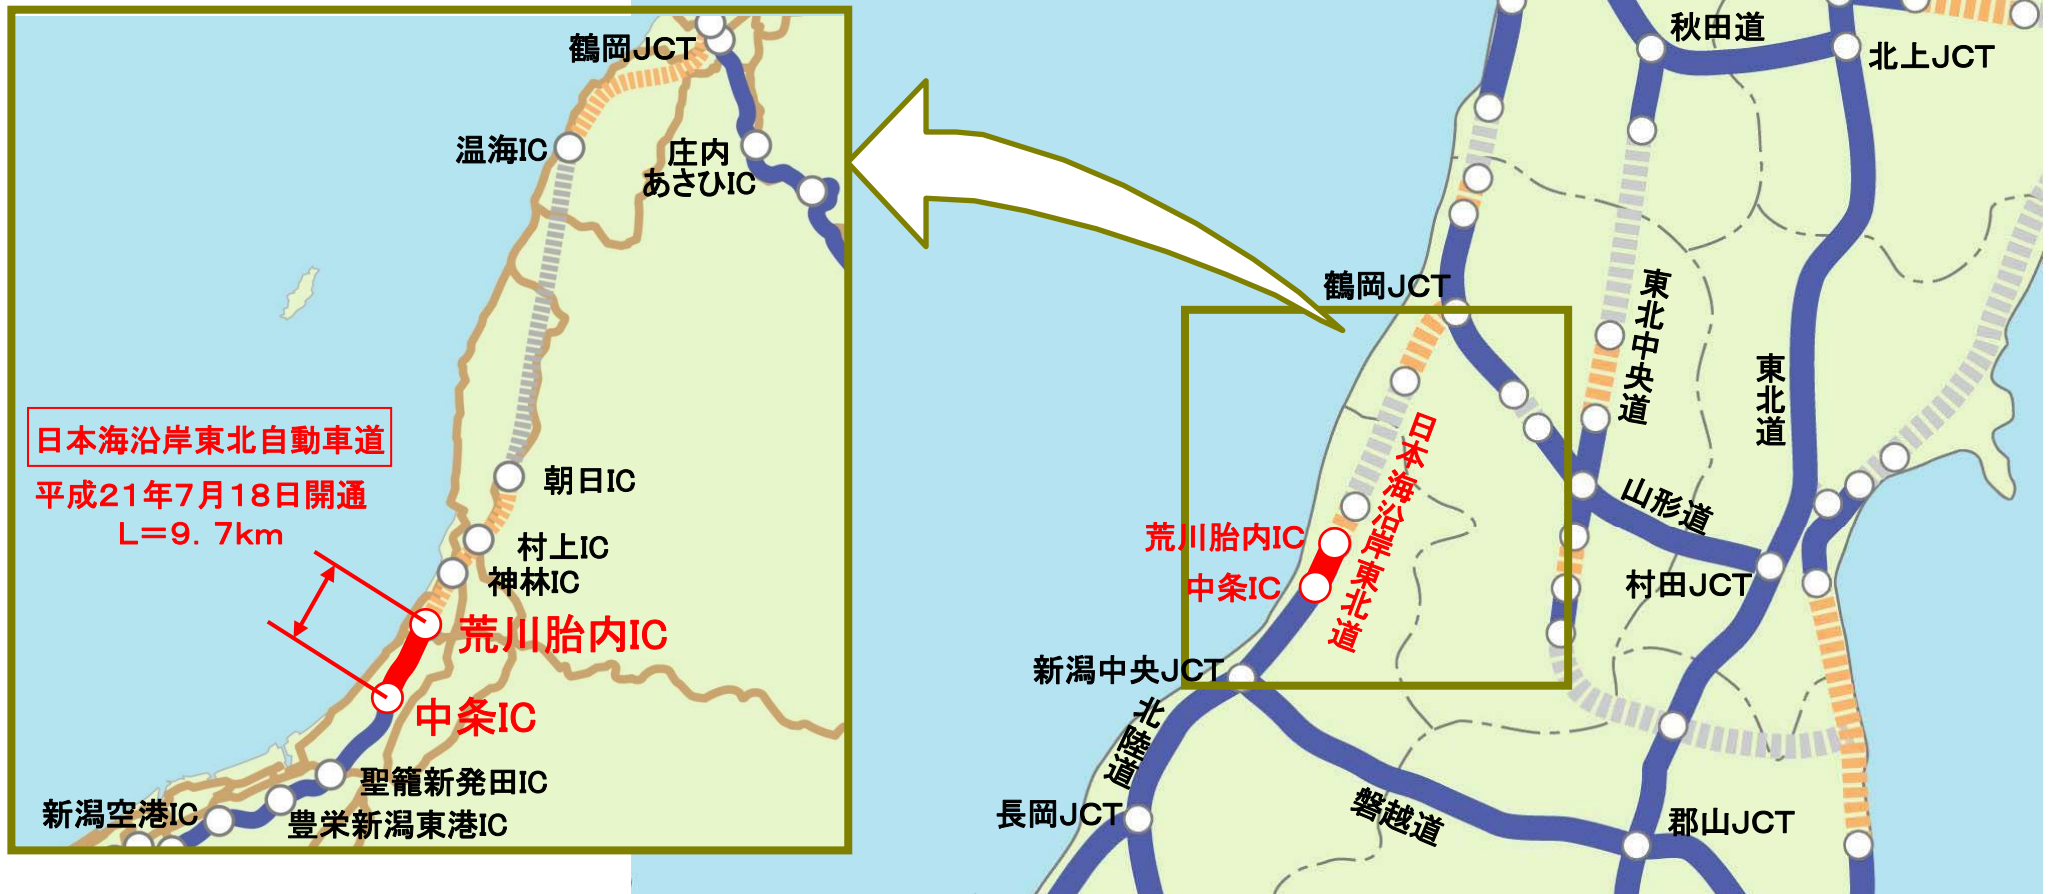 鶴岡JCT
温海IC
庄内
あさひIC
日本海沿岸東北自動車道
平成21年7月18日開通
L=9.7km
朝日IC
村上IC
神林IC
荒川胎内IC
中条IC
聖籠新発田IC
新潟空港IC
豊栄新潟東港IC
秋田道
北上JCT
鶴岡JCT
東北中央道
東北道
日本海沿岸東北道
山形道
荒川胎内IC
中条IC
村田JCT
新潟中央JCT
北陸道
長岡JCT
磐越道
郡山JCT